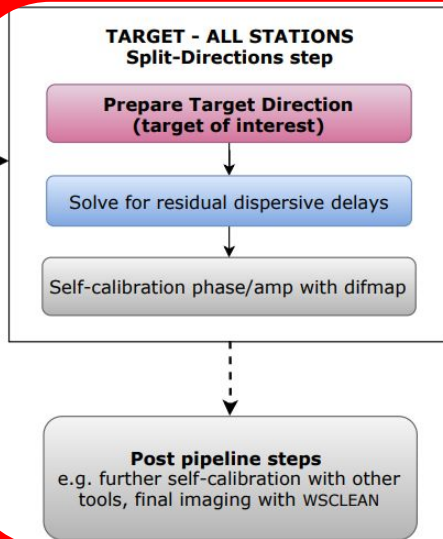 TARGET - ALL STATIONS
Split-Directions step
Prepare Target Direction
(target of interest)
Solve for residual dispersive delays
Self-calibration phase/amp with difmap
Post pipeline steps
e.g. further self-calibration with other
tools, final imaging with WSCLEAN